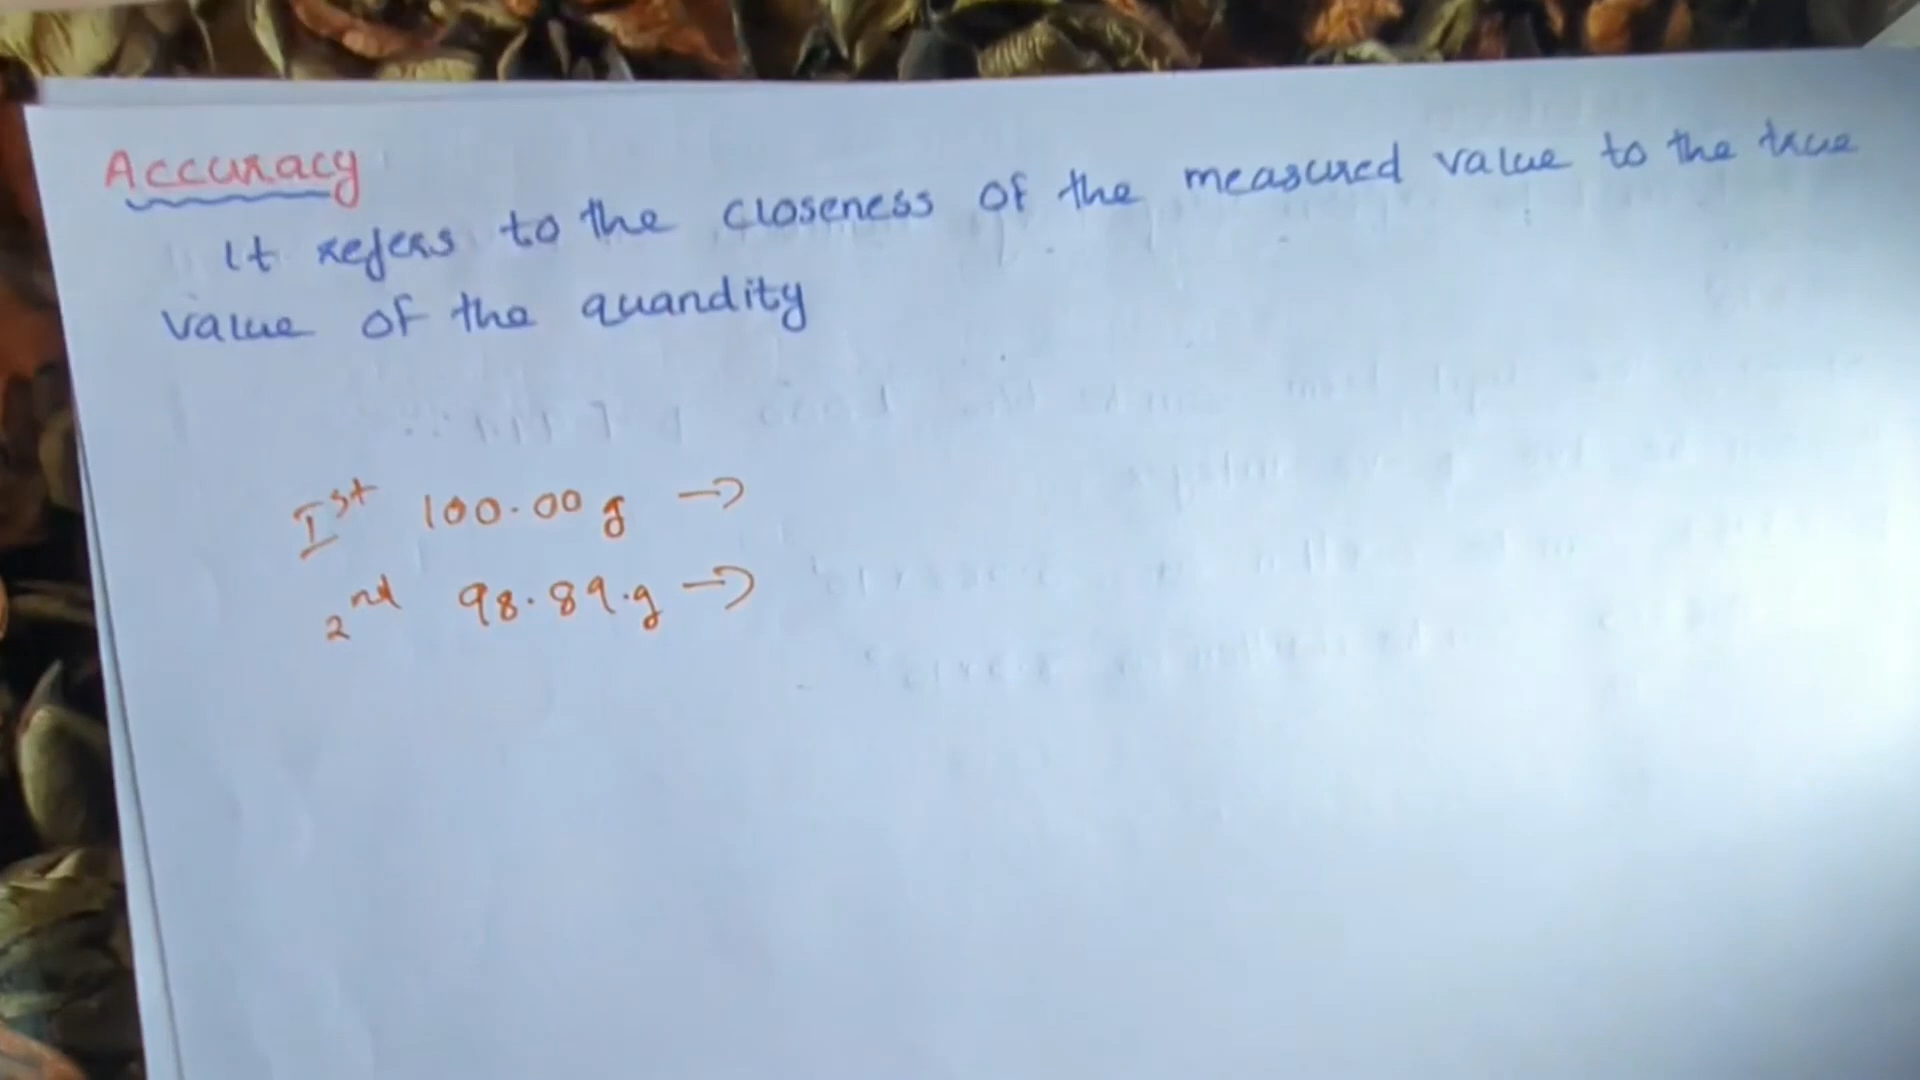 Accuracy
It refers to the closeness of the measured value to the true
value of the quandity
Ist 100.00 g →
2nd 98.89.g →